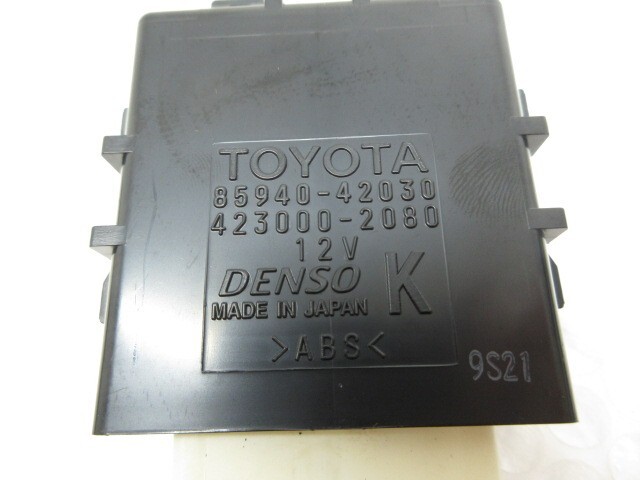 TOYOTA
85940-42030
423000-2080
12V
DENSO K
MADE IN JAPAN
>ABS<
9S21